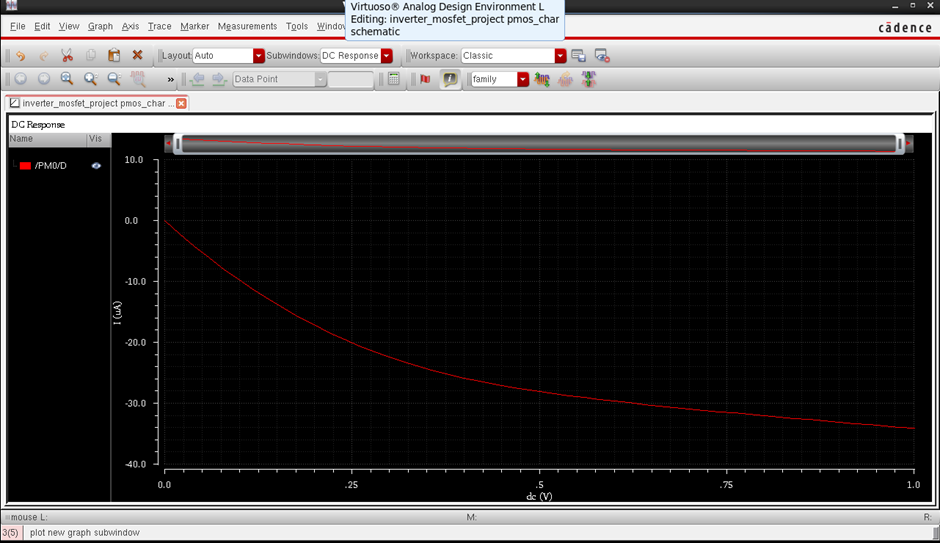 Virtuoso® Analog Design Environment L
Editing: inverter_mosfet_project pmos_char
schematic
File Edit View Graph Axis Trace Marker Measurements Tools Window
cādence
Layout: Auto Subwindows: DC Response Workspace: Classic
» Data Point family
inverter_mosfet_project pmos_char ...
DC Response
Name Vis
/PM0/D
10.0
0.0
-10.0
-20.0
-30.0
-40.0
I (uA)
0.0 .25 .5 .75 1.0
dc (V)
mouse L: M: R:
3(5) plot new graph subwindow